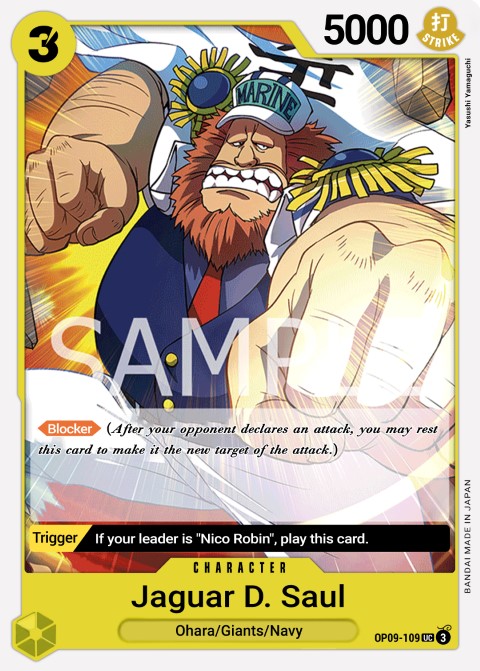 3
5000
打
STRIKE
Yasushi Yamaguchi
MARINE
SAMPLE
Blocker (After your opponent declares an attack, you may rest
this card to make it the new target of the attack.)
Trigger If your leader is "Nico Robin", play this card.
CHARACTER
Jaguar D. Saul
Ohara/Giants/Navy
OP09-109 UC 3
BANDAI MADE IN JAPAN